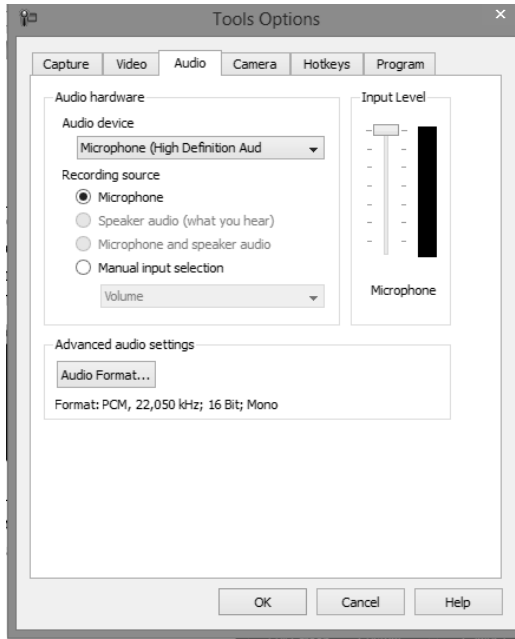 Tools Options
Capture Video Audio Camera Hotkeys Program
Audio hardware
Audio device
Microphone (High Definition Aud
Recording source
Microphone
Speaker audio (what you hear)
Microphone and speaker audio
Manual input selection
Volume
Input Level
Microphone
Advanced audio settings
Audio Format...
Format: PCM, 22,050 kHz; 16 Bit; Mono
OK Cancel Help